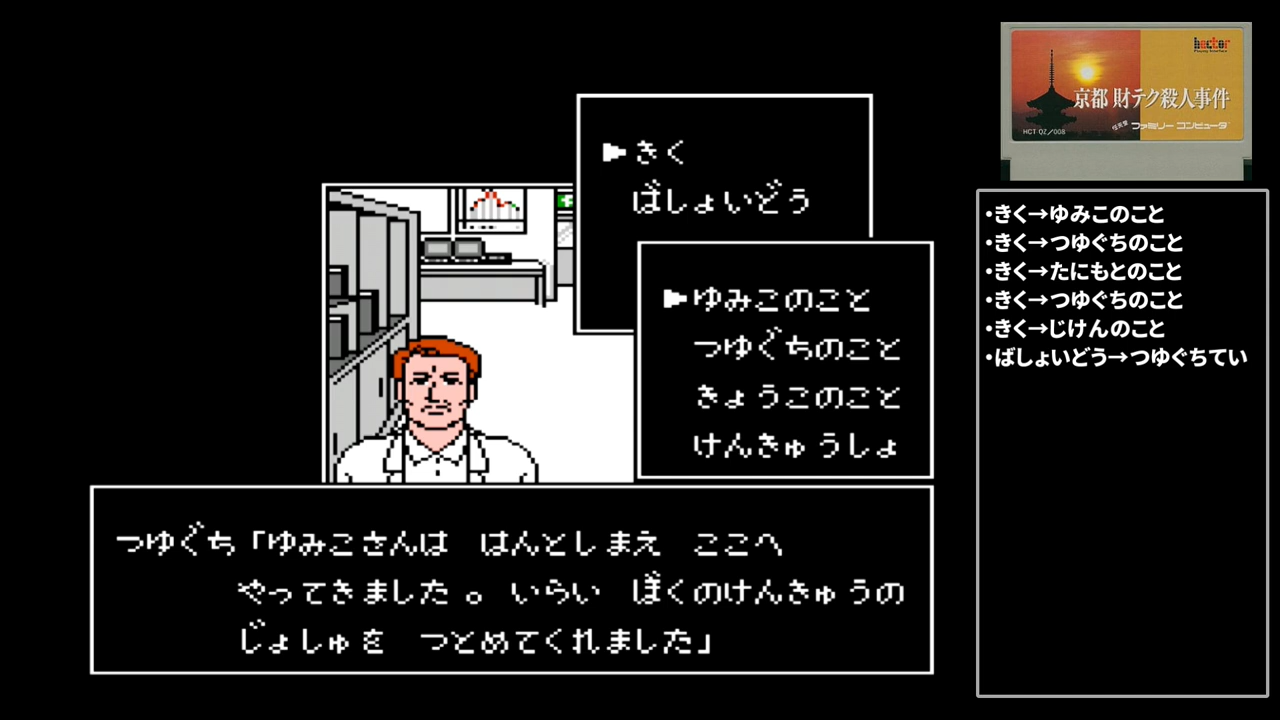 きく
ばしょいどう
ゆみこのこと
つゆぐちのこと
きょうこのこと
けんきゅうしょ
つゆぐち「ゆみこさんは はんとしまえ ここへ
やってきました。 いらい ぼくのけんきゅうの
じょしゅを つとめてくれました」
hector
Playing Interface
京都 財テク殺人事件
HCT QZ/008
任天堂 ファミリーコンピュータ
・きく→ゆみこのこと
・きく→つゆぐちのこと
・きく→たにもとのこと
・きく→つゆぐちのこと
・きく→じけんのこと
・ばしょいどう→つゆぐちてい